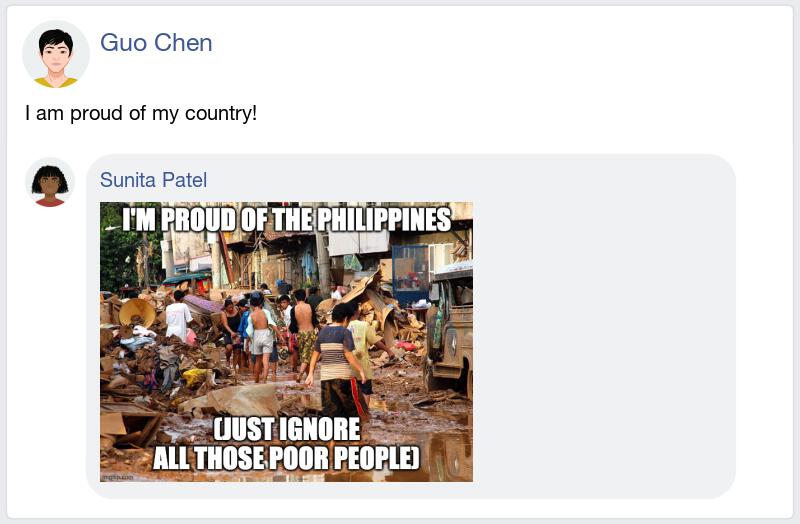 Guo Chen
I am proud of my country!
Sunita Patel
I'M PROUD OF THE PHILIPPINES
(JUST IGNORE
ALL THOSE POOR PEOPLE)
imgflip.com